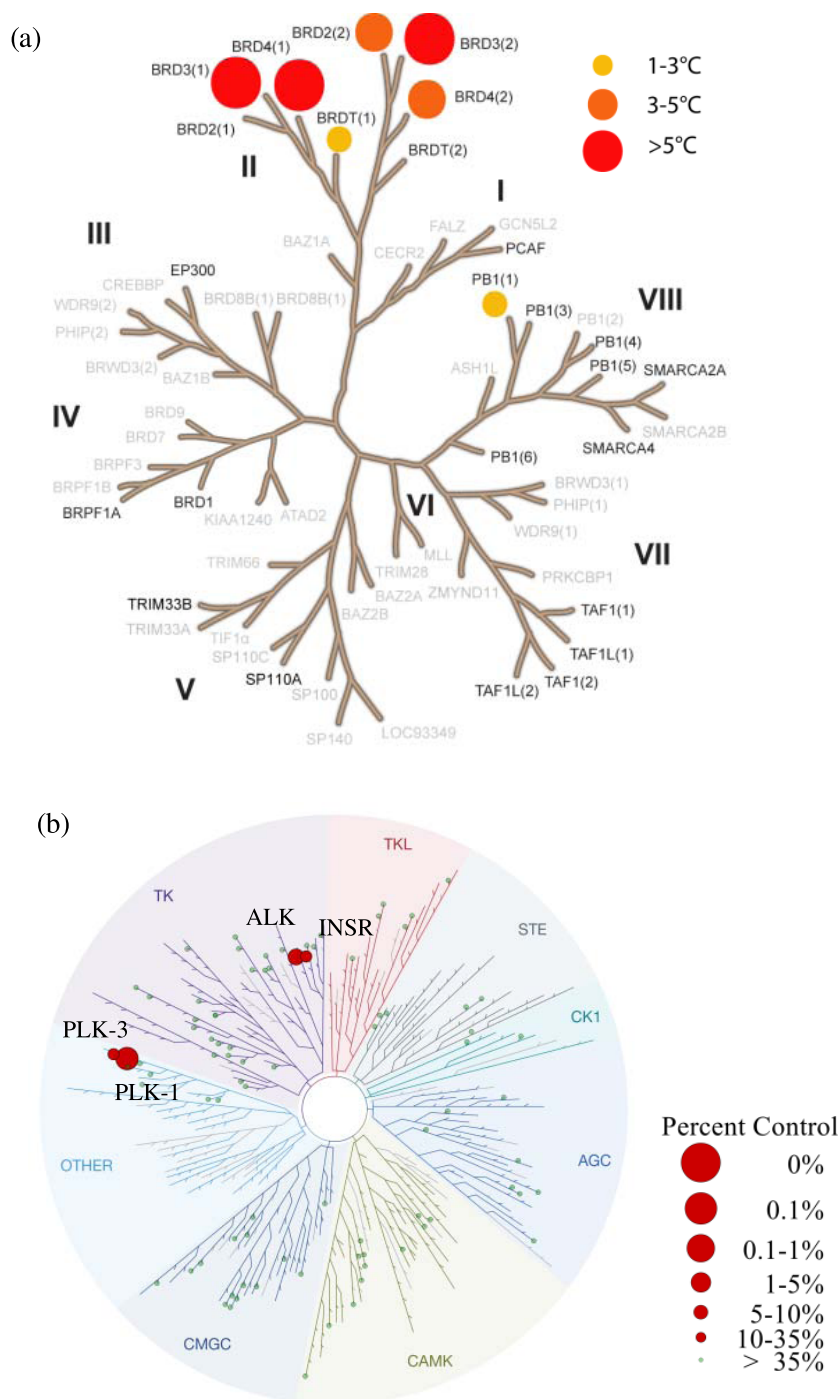 (a)
BRD2(2)
BRD4(1)
BRD3(2)
BRD3(1)
1-3°C
BRD4(2)
3-5°C
BRDT(1)
BRD2(1)
>5°C
BRDT(2)
II
I
III
BAZ1A
FALZ
GCN5L2
CECR2
PCAF
EP300
CREBBP
PB1(1)
VIII
WDR9(2)
BRD8B(1)
BRD8B(1)
PB1(3)
PB1(2)
PHIP(2)
PB1(4)
BRWD3(2)
ASH1L
PB1(5)
SMARCA2A
BAZ1B
IV
BRD9
BRD7
SMARCA2B
SMARCA4
BRPF3
PB1(6)
BRPF1B
BRD1
BRWD3(1)
BRPF1A
VI
PHIP(1)
KIAA1240
ATAD2
WDR9(1)
MLL
VII
TRIM66
TRIM28
PRKCBP1
BAZ2A
ZMYND11
TRIM33B
BAZ2B
TAF1(1)
TRIM33A
TIF1α
SP110C
TAF1L(1)
SP110A
TAF1(2)
V
SP100
TAF1L(2)
LOC93349
SP140
(b)
TKL
TK
ALK
INSR
STE
CK1
PLK-3
PLK-1
OTHER
AGC
CMGC
CAMK
Percent Control
0%
0.1%
0.1-1%
1-5%
5-10%
10-35%
> 35%